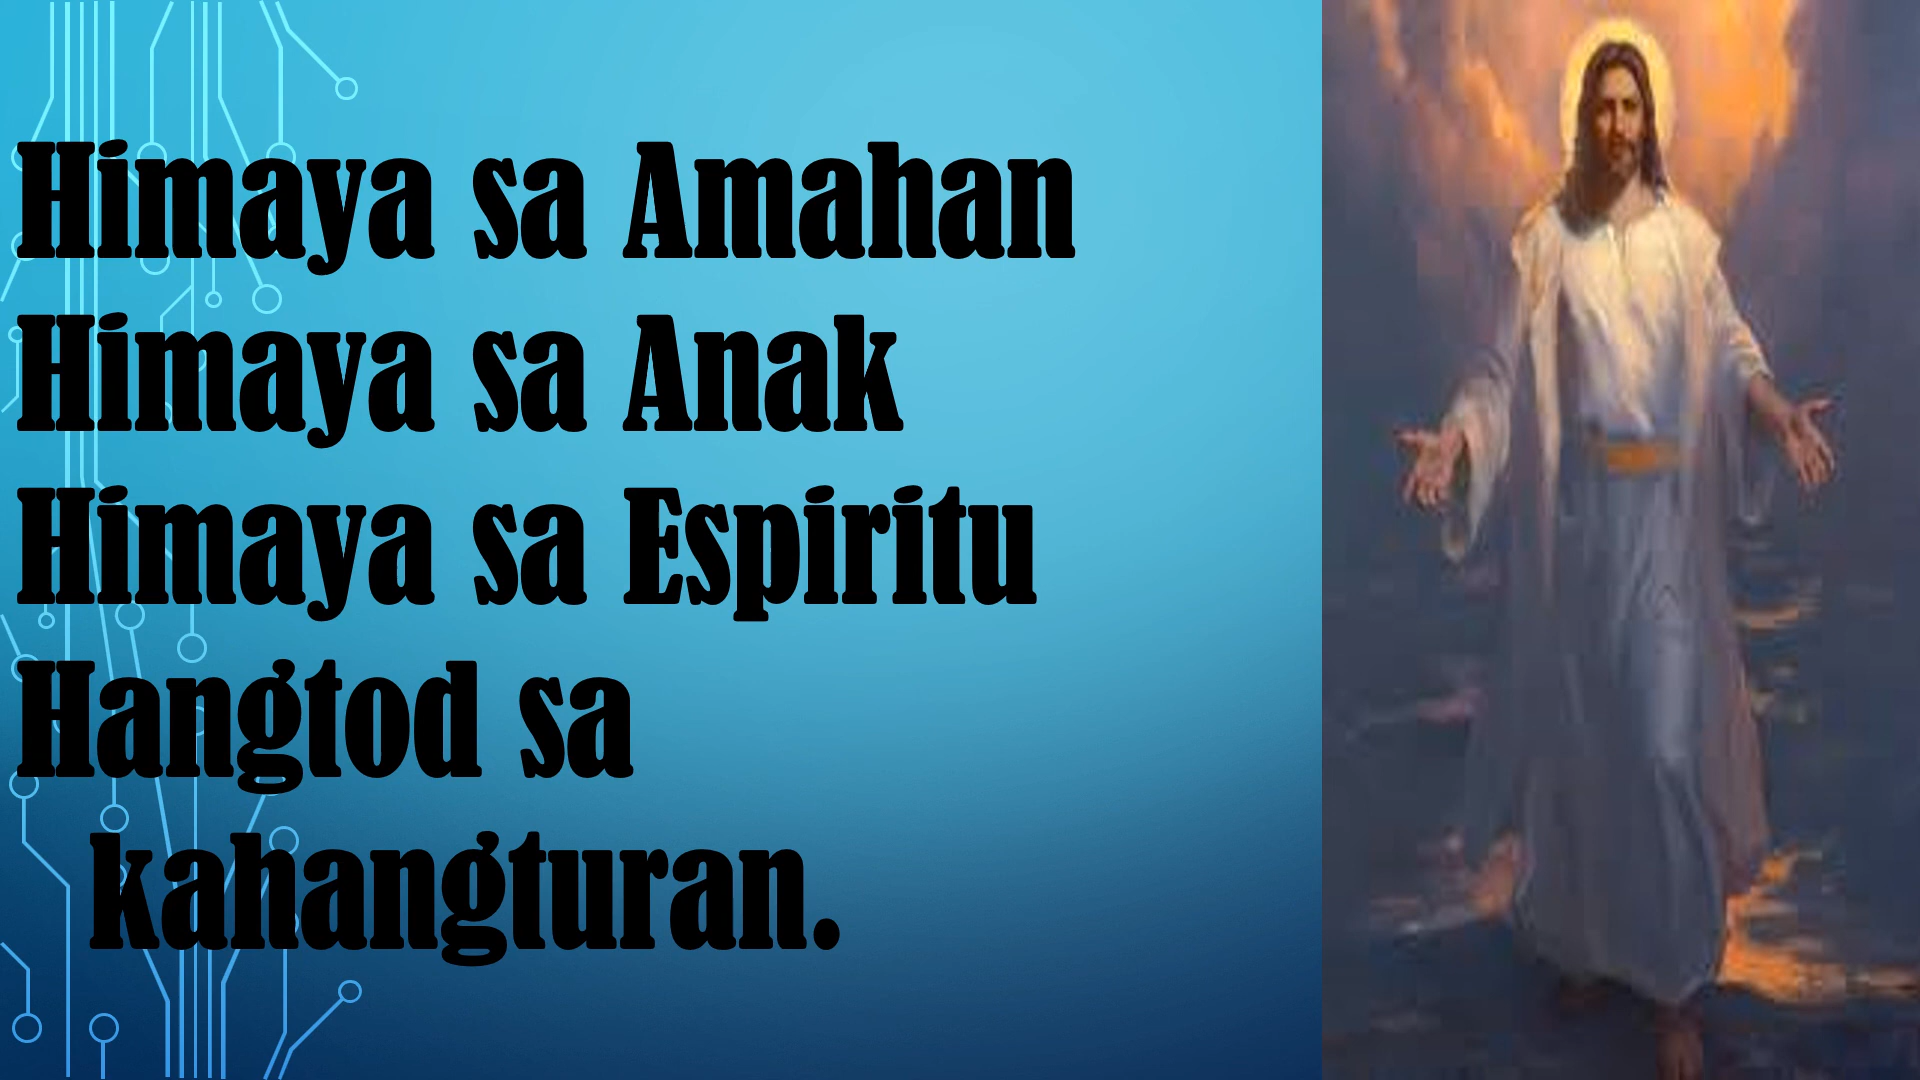 Himaya sa Amahan
Himaya sa Anak
Himaya sa Espiritu
Hangtod sa
kahangturan.